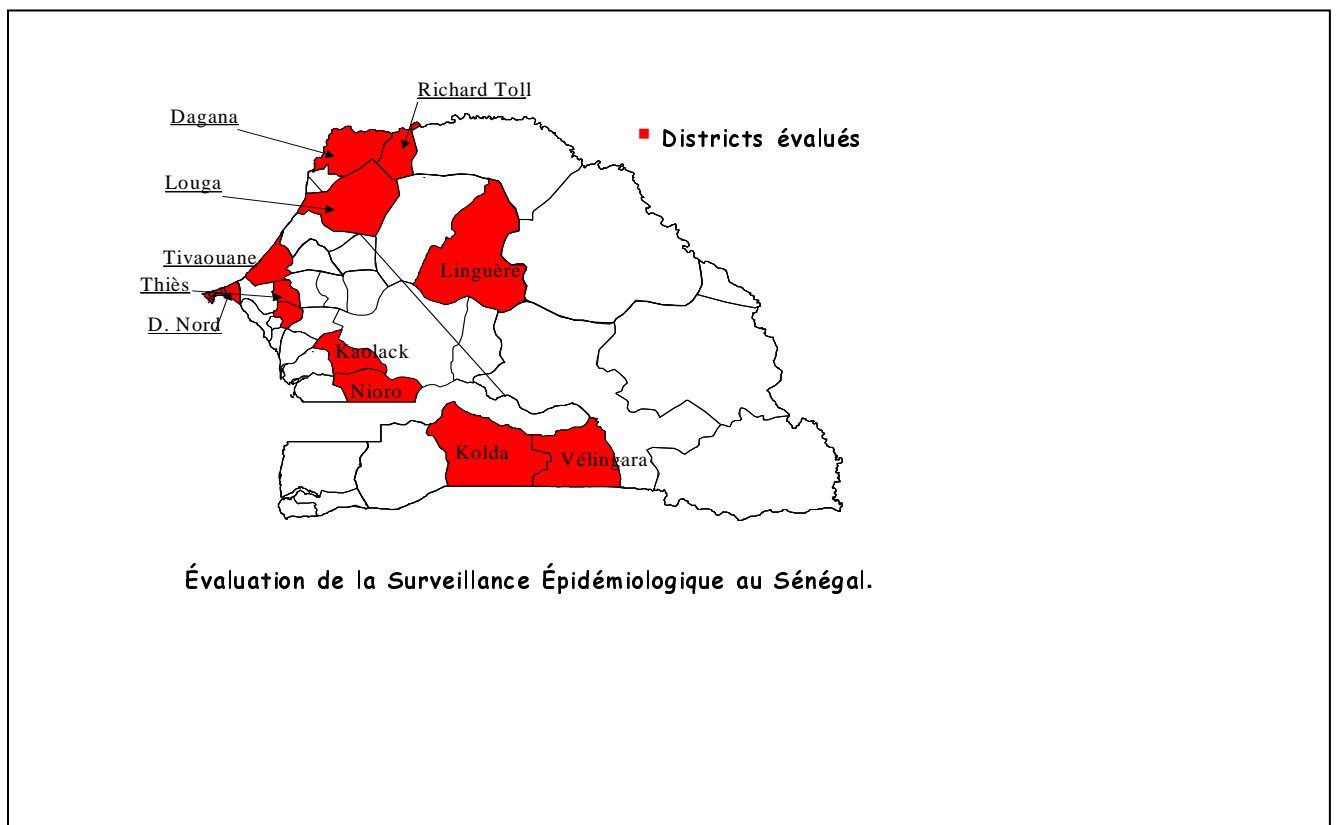 Richard Toll
Dagana
Districts évalués
Louga
Tivaouane
Linguère
Thiès
D. Nord
Kaolack
Nioro
Kolda
Vélingara
Évaluation de la Surveillance Épidémiologique au Sénégal.